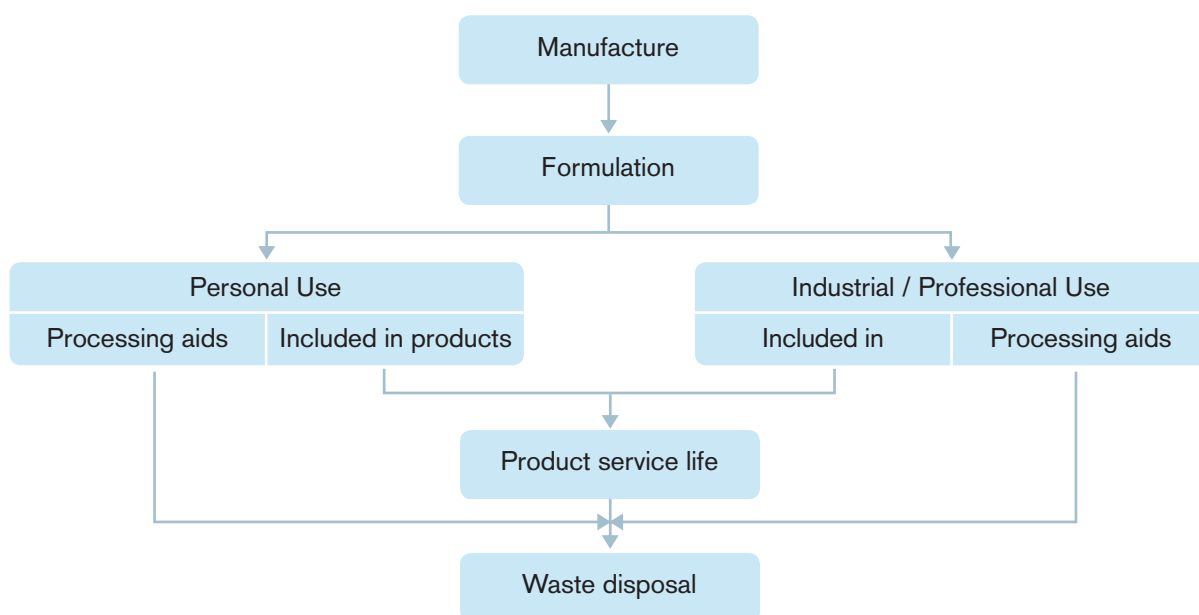 Manufacture
Formulation
Personal Use
Processing aids
Included in products
Industrial / Professional Use
Included in
Processing aids
Product service life
Waste disposal